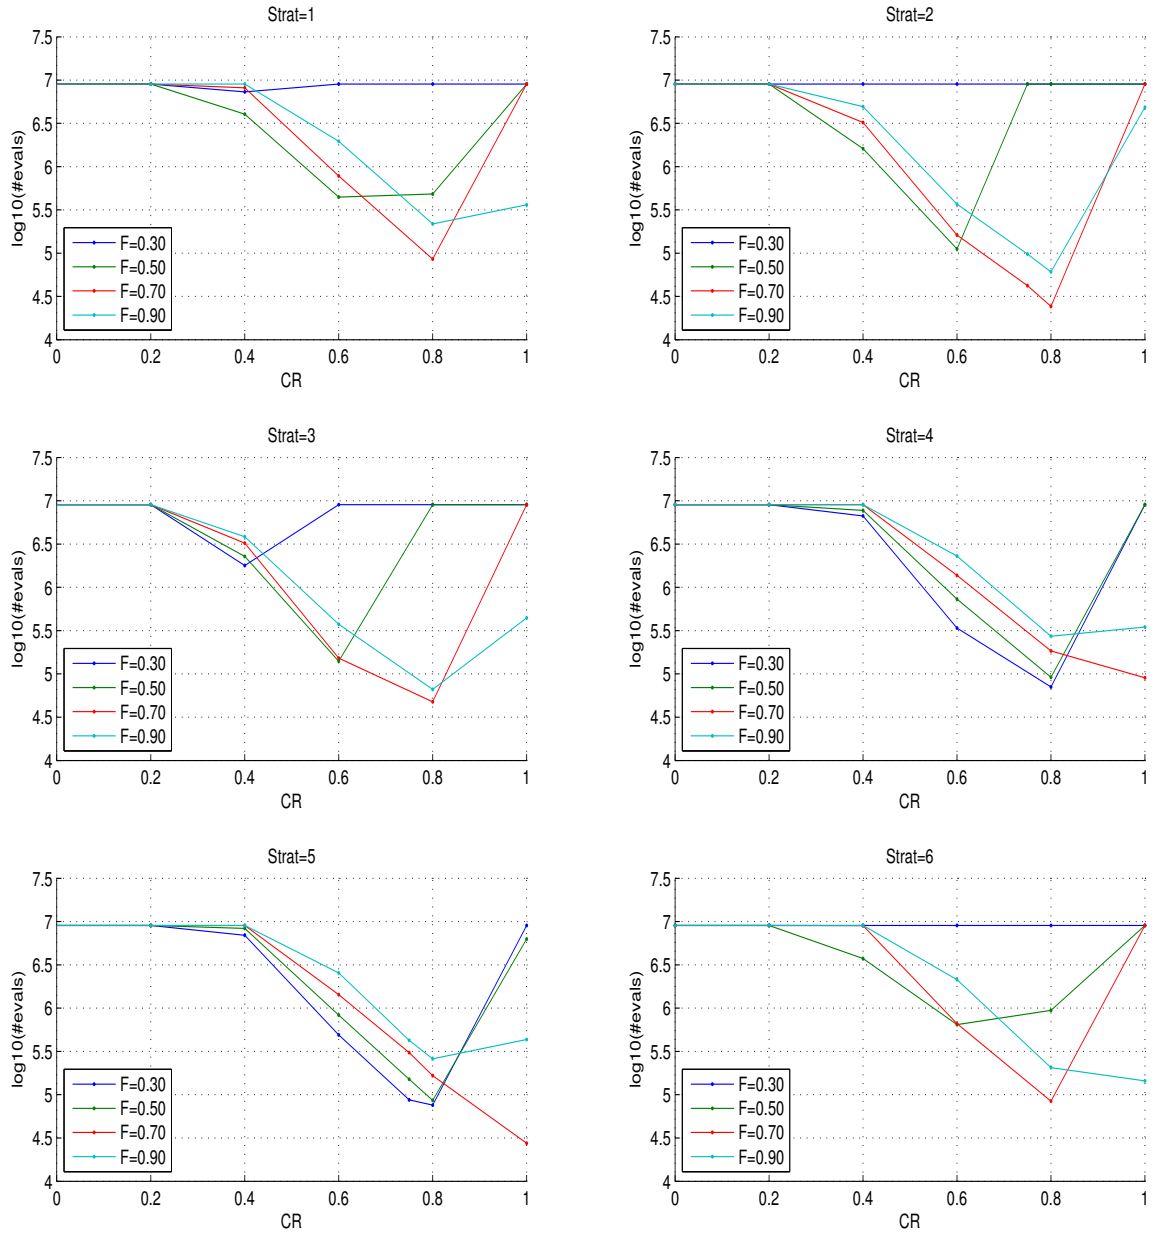 Strat=1
7.5
7
6.5
6
5.5
5
4.5
4
log10(#evals)
F=0.30
F=0.50
F=0.70
F=0.90
0 0.2 0.4 0.6 0.8 1
CR
Strat=2
7.5
7
6.5
6
5.5
5
4.5
4
log10(#evals)
F=0.30
F=0.50
F=0.70
F=0.90
0 0.2 0.4 0.6 0.8 1
CR
Strat=3
7.5
7
6.5
6
5.5
5
4.5
4
log10(#evals)
F=0.30
F=0.50
F=0.70
F=0.90
0 0.2 0.4 0.6 0.8 1
CR
Strat=4
7.5
7
6.5
6
5.5
5
4.5
4
log10(#evals)
F=0.30
F=0.50
F=0.70
F=0.90
0 0.2 0.4 0.6 0.8 1
CR
Strat=5
7.5
7
6.5
6
5.5
5
4.5
4
log10(#evals)
F=0.30
F=0.50
F=0.70
F=0.90
0 0.2 0.4 0.6 0.8 1
CR
Strat=6
7.5
7
6.5
6
5.5
5
4.5
4
log10(#evals)
F=0.30
F=0.50
F=0.70
F=0.90
0 0.2 0.4 0.6 0.8 1
CR